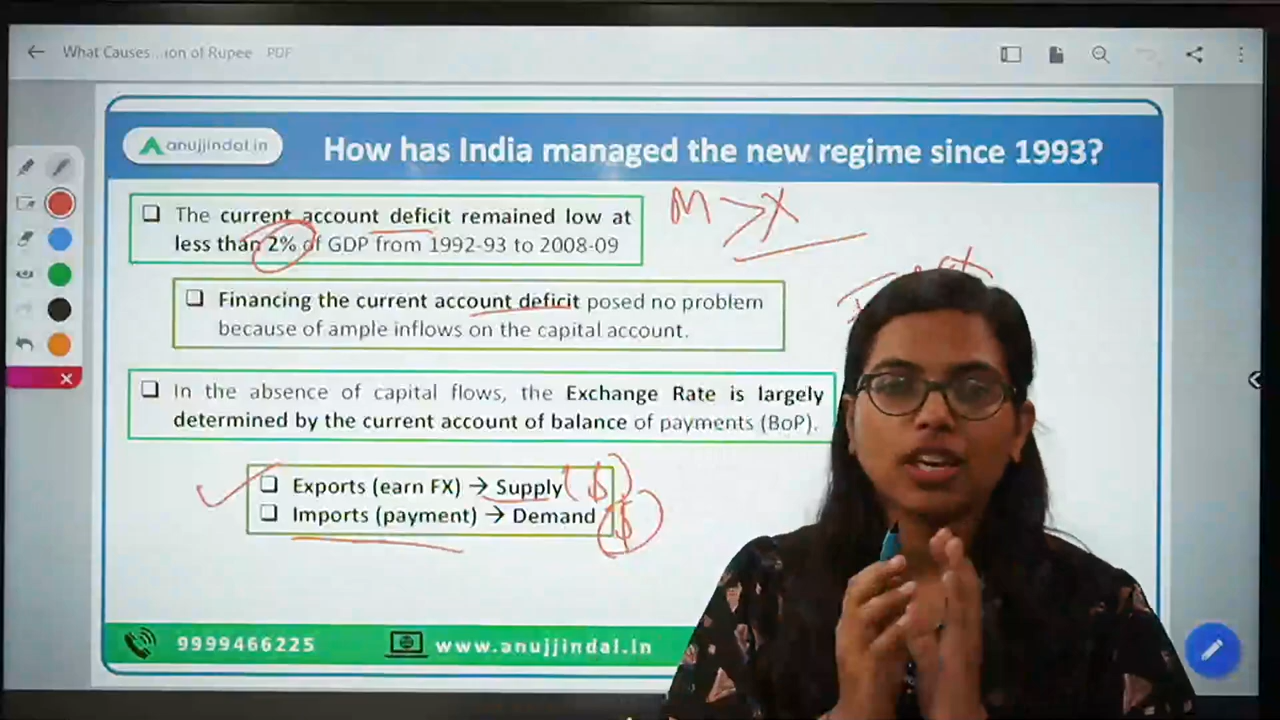 What Causes...ion of Rupee PDF
anujjindal.in
How has India managed the new regime since 1993?
The current account deficit remained low at
less than 2% of GDP from 1992-93 to 2008-09
M > X
Financing the current account deficit posed no problem
because of ample inflows on the capital account.
In the absence of capital flows, the Exchange Rate is largely
determined by the current account of balance of payments (BoP).
Exports (earn FX) → Supply ($)
Imports (payment) → Demand $
9999466225
www.anujjindal.in